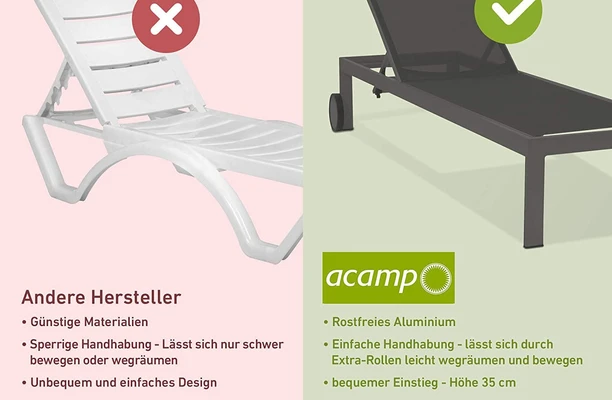 Andere Hersteller
• Günstige Materialien
• Sperrige Handhabung - Lässt sich nur schwer
bewegen oder wegräumen
• Unbequem und einfaches Design
acamp
• Rostfreies Aluminium
• Einfache Handhabung - lässt sich durch
Extra-Rollen leicht wegräumen und bewegen
• bequemer Einstieg - Höhe 35 cm